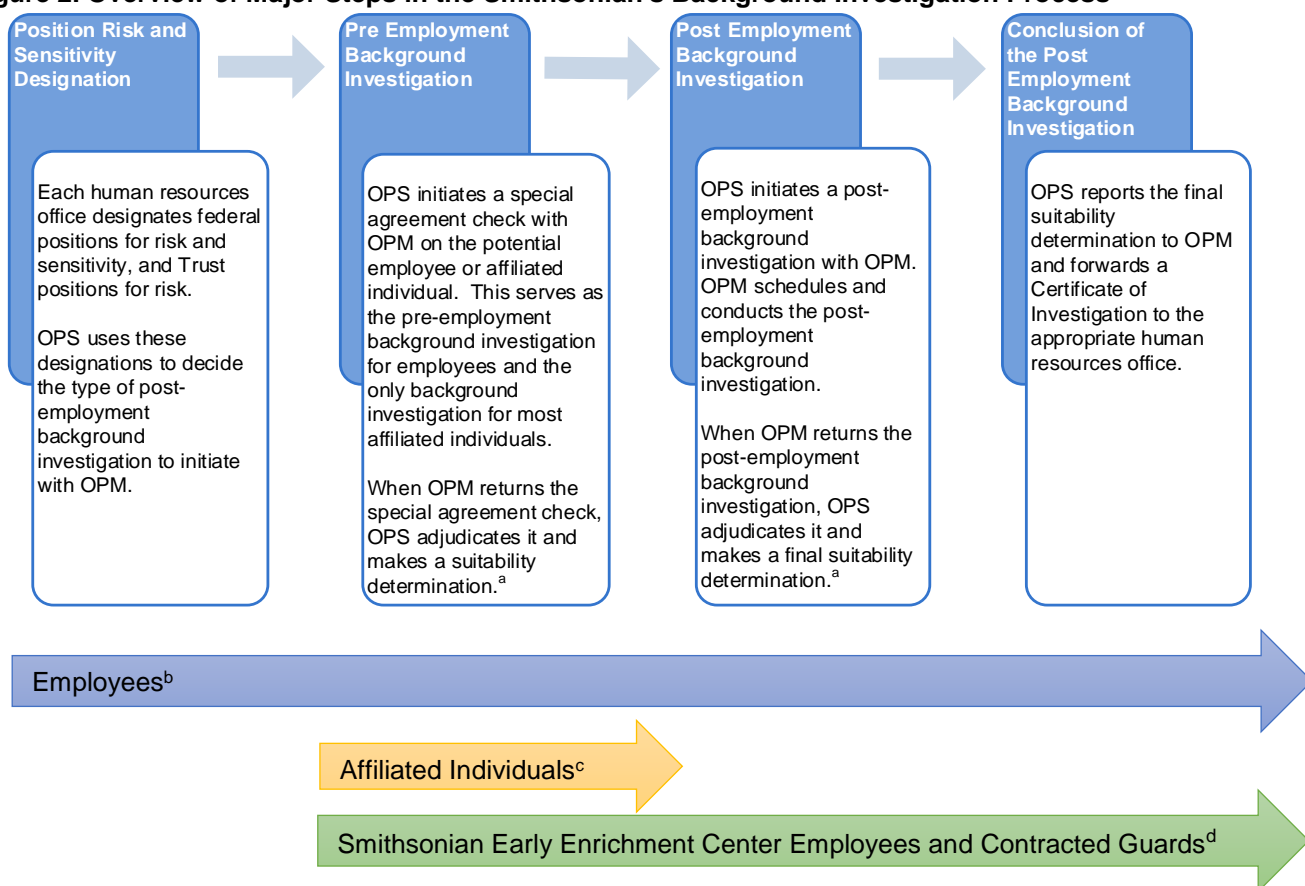 Position Risk and
Sensitivity
Designation
Each human resources
office designates federal
positions for risk and
sensitivity, and Trust
positions for risk.
OPS uses these
designations to decide
the type of post-
employment
background
investigation to initiate
with OPM.
Pre Employment
Background
Investigation
OPS initiates a special
agreement check with
OPM on the potential
employee or affiliated
individual. This serves as
the pre-employment
background investigation
for employees and the
only background
investigation for most
affiliated individuals.
When OPM returns the
special agreement check,
OPS adjudicates it and
makes a suitability
determination.a
Post Employment
Background
Investigation
OPS initiates a post-
employment
background
investigation with OPM.
OPM schedules and
conducts the post-
employment
background
investigation.
When OPM returns the
post-employment
background
investigation, OPS
adjudicates it and
makes a final suitability
determination.a
Conclusion of
the Post
Employment
Background
Investigation
OPS reports the final
suitability
determination to OPM
and forwards a
Certificate of
Investigation to the
appropriate human
resources office.
Employeesb
Affiliated Individualsc
Smithsonian Early Enrichment Center Employees and Contracted Guardsd